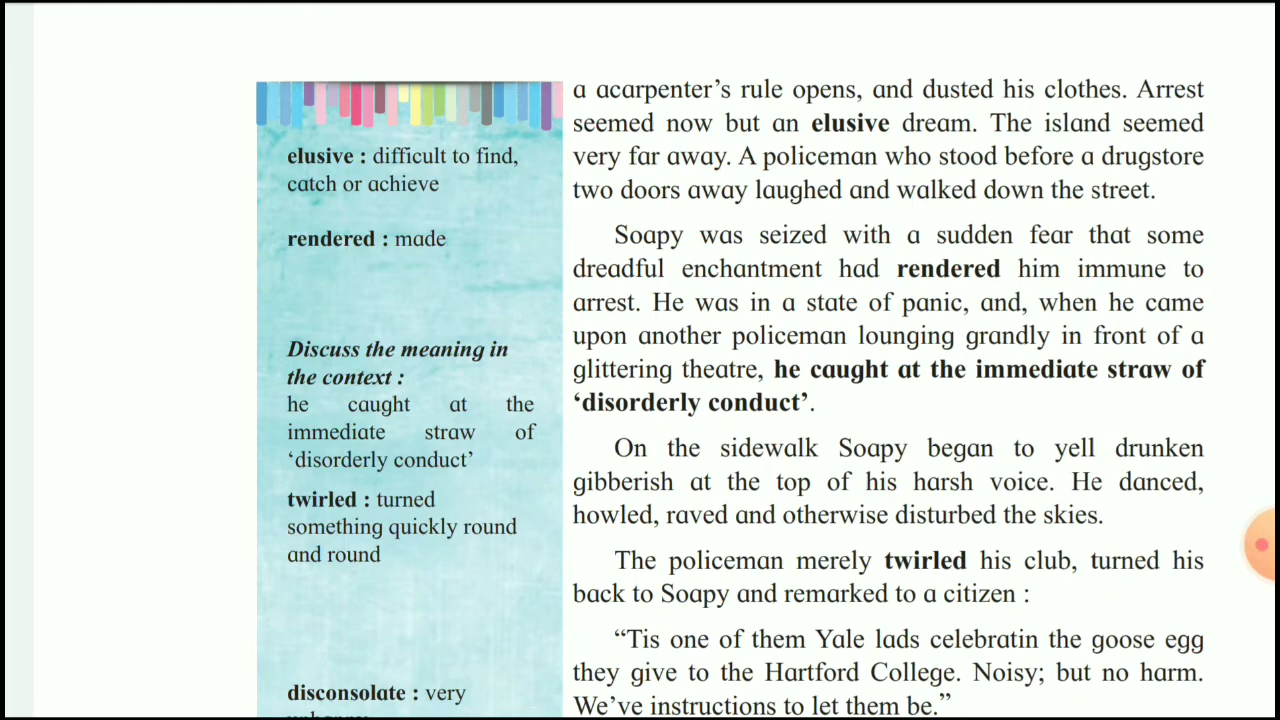 elusive : difficult to find,
catch or achieve
rendered : made
Discuss the meaning in
the context :
he caught at the
immediate straw of
‘disorderly conduct’
twirled : turned
something quickly round
and round
disconsolate : very
a acarpenter’s rule opens, and dusted his clothes. Arrest
seemed now but an elusive dream. The island seemed
very far away. A policeman who stood before a drugstore
two doors away laughed and walked down the street.
Soapy was seized with a sudden fear that some
dreadful enchantment had rendered him immune to
arrest. He was in a state of panic, and, when he came
upon another policeman lounging grandly in front of a
glittering theatre, he caught at the immediate straw of
‘disorderly conduct’.
On the sidewalk Soapy began to yell drunken
gibberish at the top of his harsh voice. He danced,
howled, raved and otherwise disturbed the skies.
The policeman merely twirled his club, turned his
back to Soapy and remarked to a citizen :
“Tis one of them Yale lads celebratin the goose egg
they give to the Hartford College. Noisy; but no harm.
We’ve instructions to let them be.”